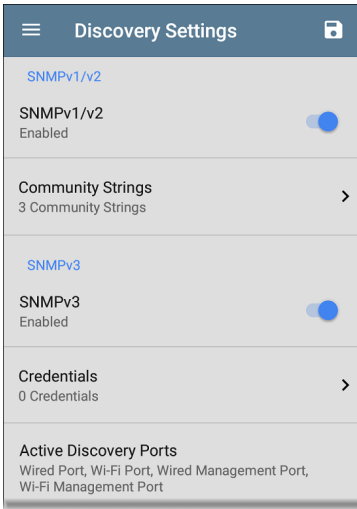 Discovery Settings
SNMPv1/v2
SNMPv1/v2
Enabled
Community Strings
3 Community Strings
SNMPv3
SNMPv3
Enabled
Credentials
0 Credentials
Active Discovery Ports
Wired Port, Wi-Fi Port, Wired Management Port,
Wi-Fi Management Port